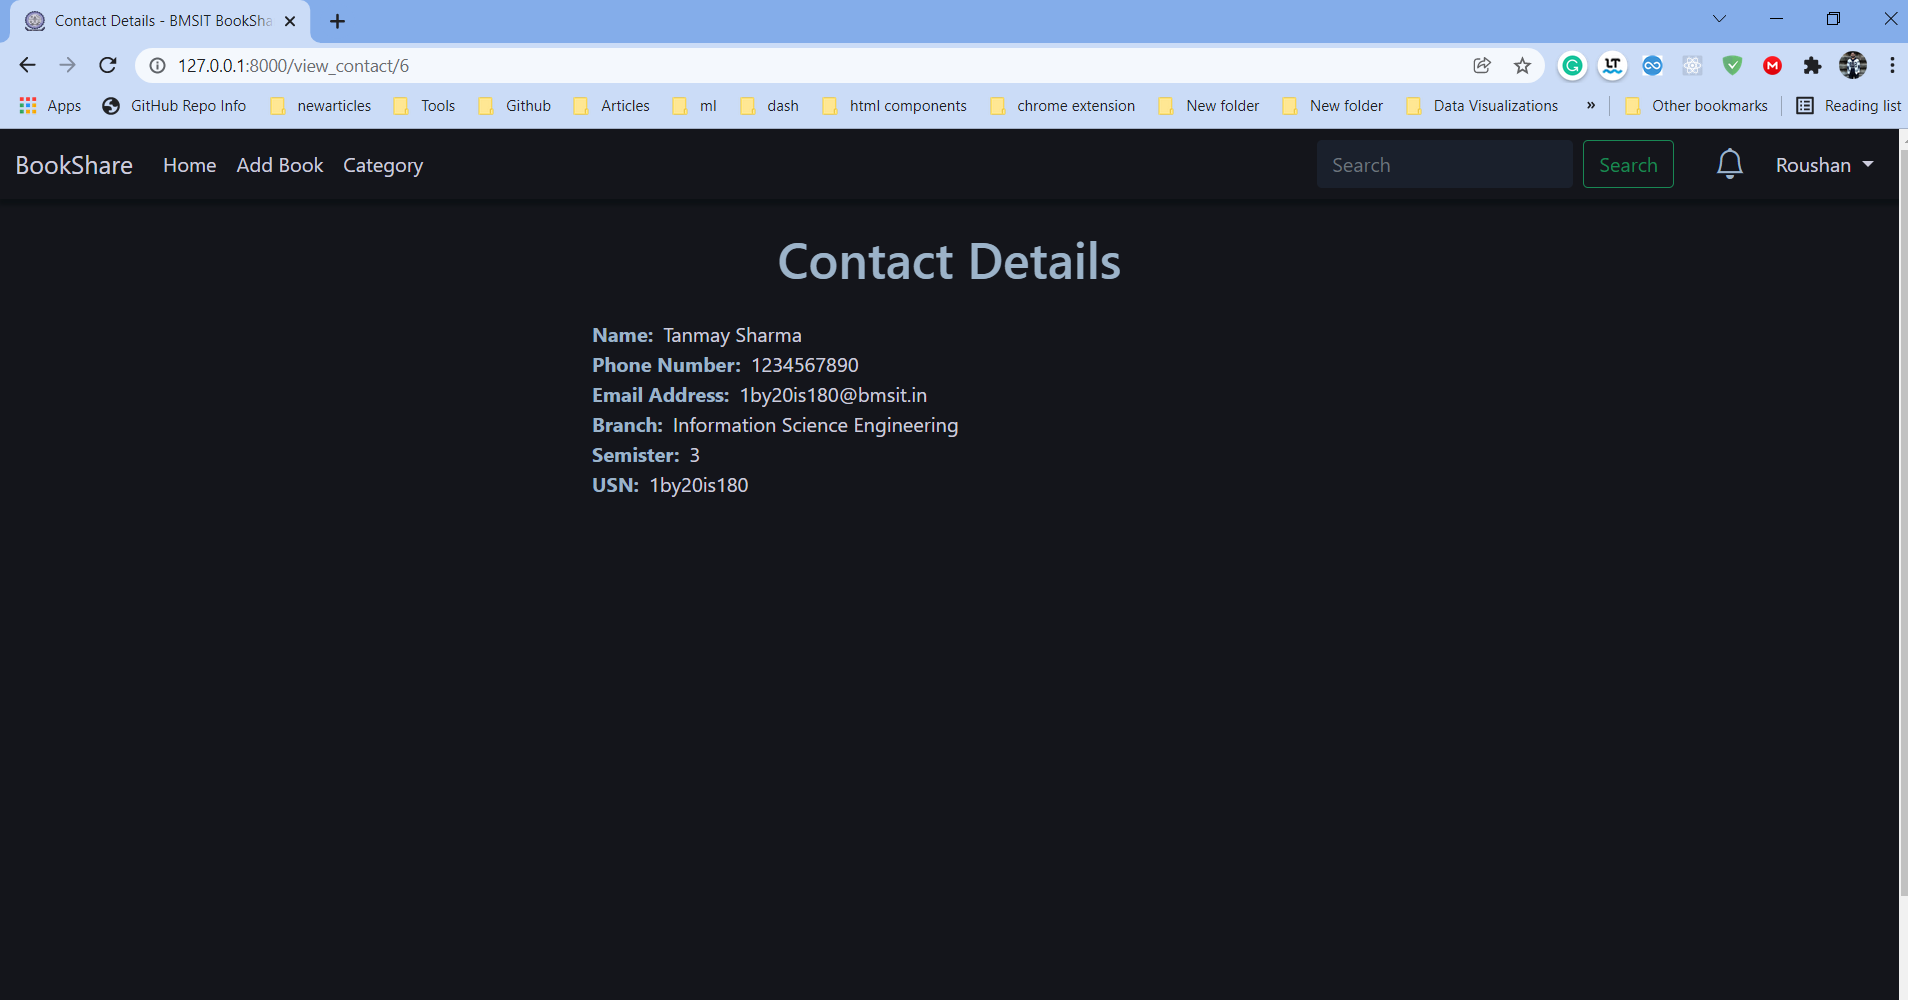 Contact Details - BMSIT BookSha
127.0.0.1:8000/view_contact/6
Apps GitHub Repo Info newarticles Tools Github Articles ml dash html components chrome extension New folder New folder Data Visualizations » Other bookmarks Reading list
BookShare Home Add Book Category Search Search Roushan
Contact Details
Name: Tanmay Sharma
Phone Number: 1234567890
Email Address: 1by20is180@bmsit.in
Branch: Information Science Engineering
Semister: 3
USN: 1by20is180